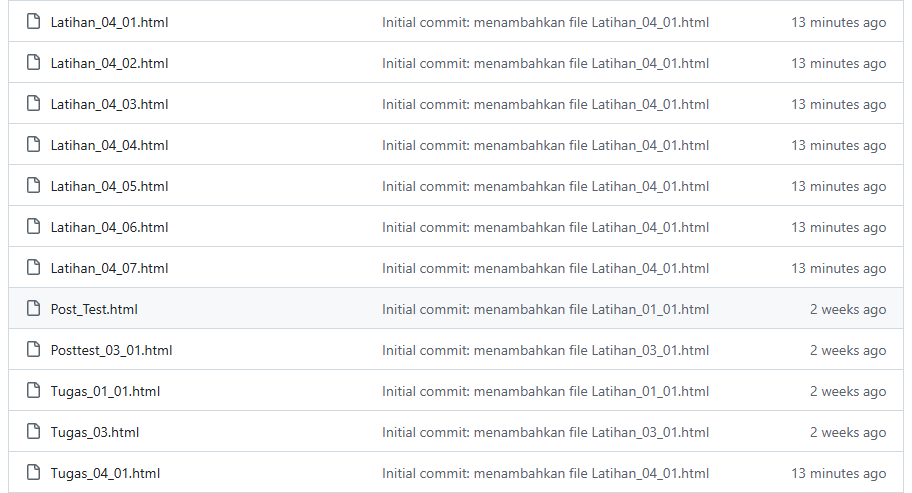 Latihan_04_01.html Initial commit: menambahkan file Latihan_04_01.html 13 minutes ago
Latihan_04_02.html Initial commit: menambahkan file Latihan_04_01.html 13 minutes ago
Latihan_04_03.html Initial commit: menambahkan file Latihan_04_01.html 13 minutes ago
Latihan_04_04.html Initial commit: menambahkan file Latihan_04_01.html 13 minutes ago
Latihan_04_05.html Initial commit: menambahkan file Latihan_04_01.html 13 minutes ago
Latihan_04_06.html Initial commit: menambahkan file Latihan_04_01.html 13 minutes ago
Latihan_04_07.html Initial commit: menambahkan file Latihan_04_01.html 13 minutes ago
Post_Test.html Initial commit: menambahkan file Latihan_01_01.html 2 weeks ago
Posttest_03_01.html Initial commit: menambahkan file Latihan_03_01.html 2 weeks ago
Tugas_01_01.html Initial commit: menambahkan file Latihan_01_01.html 2 weeks ago
Tugas_03.html Initial commit: menambahkan file Latihan_03_01.html 2 weeks ago
Tugas_04_01.html Initial commit: menambahkan file Latihan_04_01.html 13 minutes ago